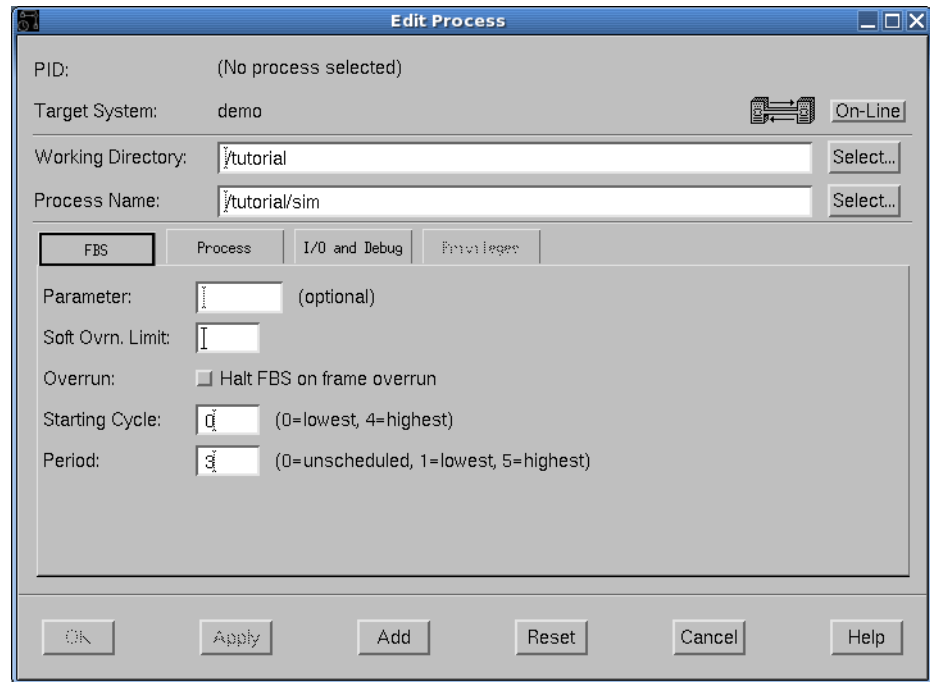 Edit Process
PID: (No process selected)
Target System: demo On-Line
Working Directory: /tutorial Select...
Process Name: /tutorial/sim Select...
FBS Process I/O and Debug Privileges
Parameter: (optional)
Soft Ovrn. Limit:
Overrun: Halt FBS on frame overrun
Starting Cycle: 0 (0=lowest, 4=highest)
Period: 3 (0=unscheduled, 1=lowest, 5=highest)
OK Apply Add Reset Cancel Help